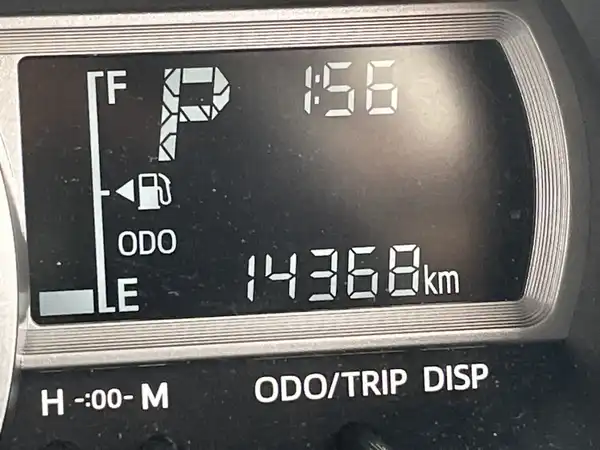 F P 1:56
ODO
E 14368km
H -:00- M ODO/TRIP DISP